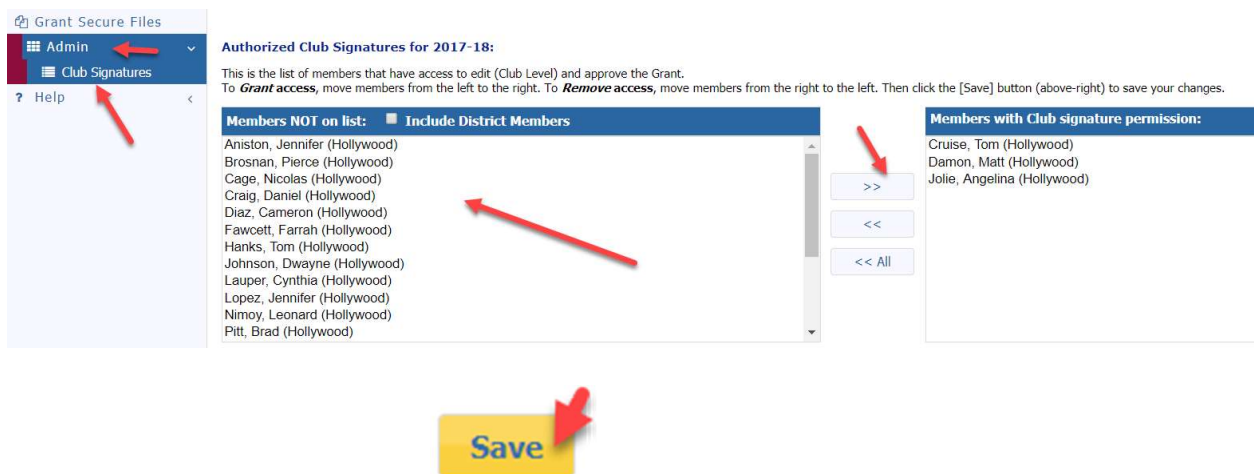 Grant Secure Files
Admin
Club Signatures
? Help <
Authorized Club Signatures for 2017-18:
This is the list of members that have access to edit (Club Level) and approve the Grant.
To Grant access, move members from the left to the right. To Remove access, move members from the right to the left. Then click the [Save] button (above-right) to save your changes.
Members NOT on list: Include District Members
Aniston, Jennifer (Hollywood)
Brosnan, Pierce (Hollywood)
Cage, Nicolas (Hollywood)
Craig, Daniel (Hollywood)
Diaz, Cameron (Hollywood)
Fawcett, Farrah (Hollywood)
Hanks, Tom (Hollywood)
Johnson, Dwayne (Hollywood)
Lauper, Cynthia (Hollywood)
Lopez, Jennifer (Hollywood)
Nimoy, Leonard (Hollywood)
Pitt, Brad (Hollywood)
>>
<<
<< All
Members with Club signature permission:
Cruise, Tom (Hollywood)
Damon, Matt (Hollywood)
Jolie, Angelina (Hollywood)
Save